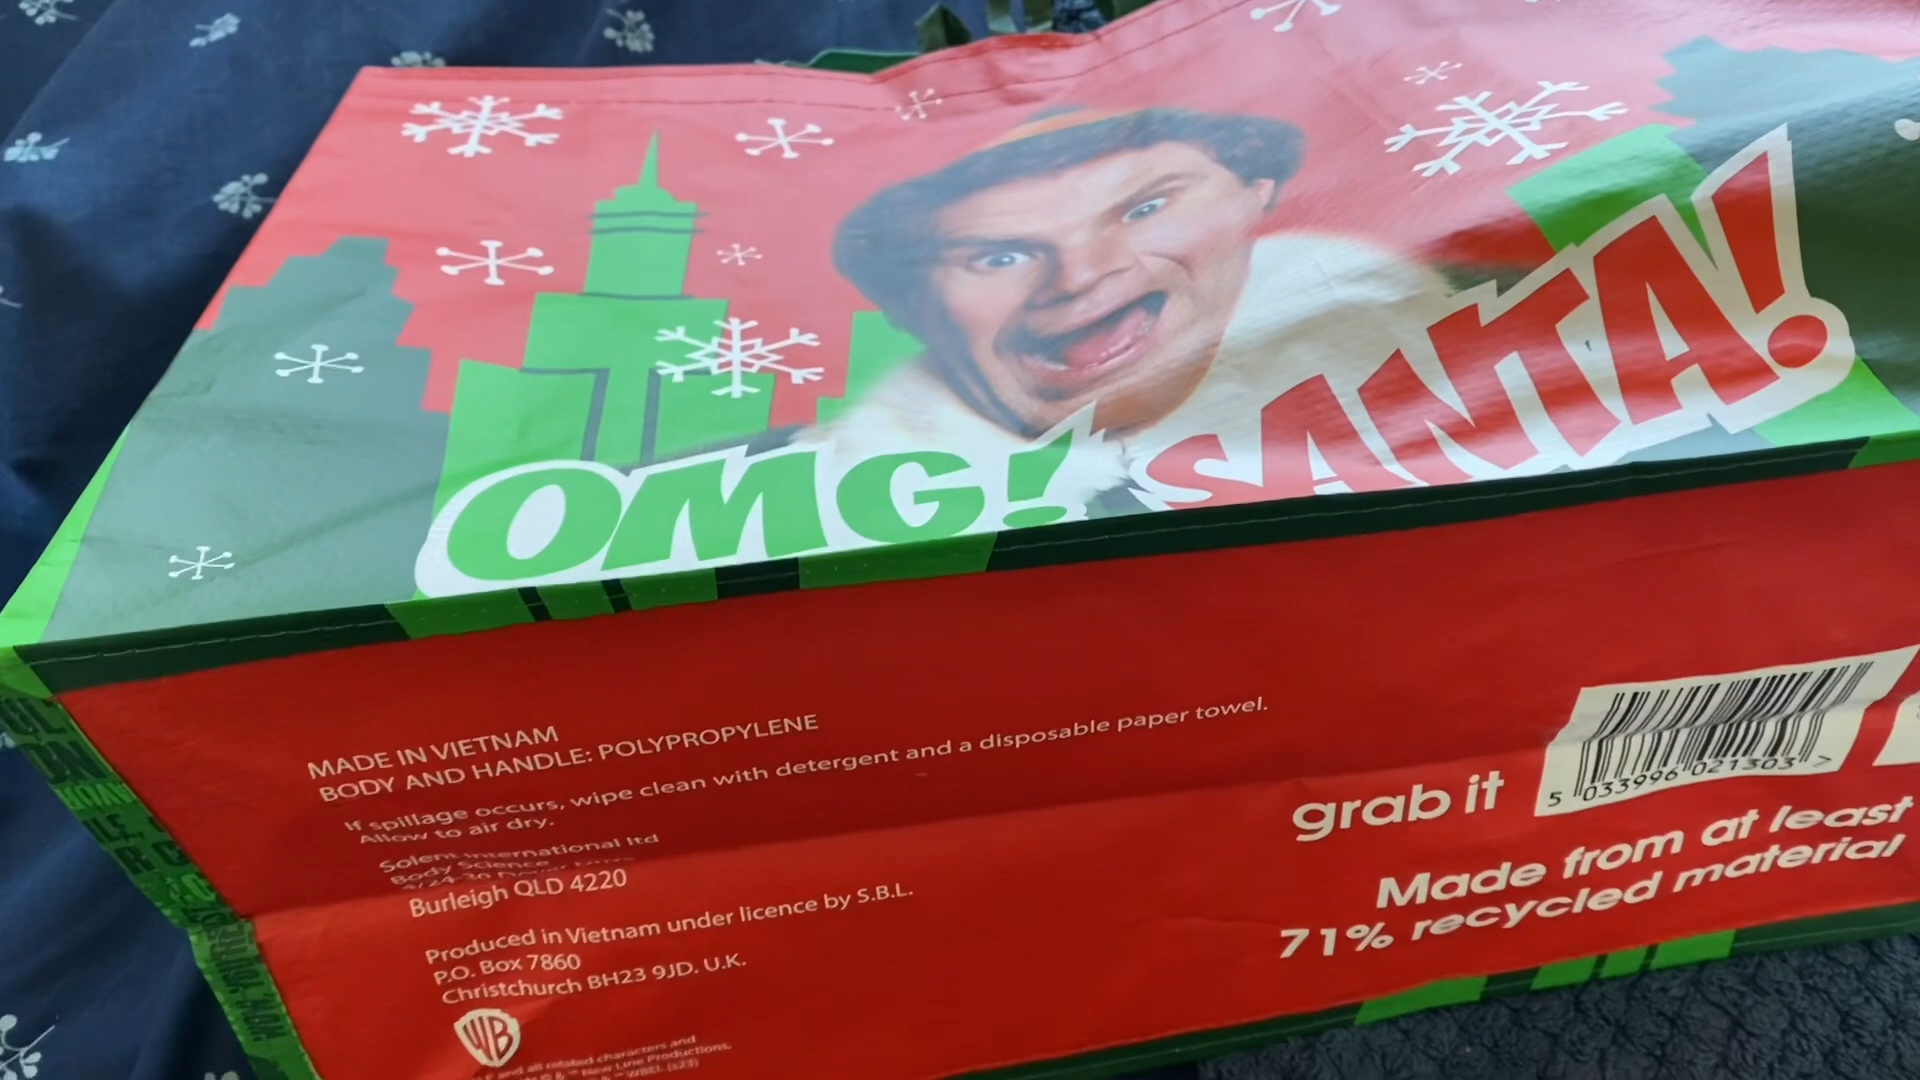 OMG! SANTA!
MADE IN VIETNAM
BODY AND HANDLE: POLYPROPYLENE
If spillage occurs, wipe clean with detergent and a disposable paper towel.
Allow to air dry.
Solent International ltd
Body Science
Burleigh QLD 4220
Produced in Vietnam under licence by S.B.L.
P.O. Box 7860
Christchurch BH23 9JD. U.K.
WB
and all related characters and
New Line Productions,
WBEI. (s23)
grab it
5 033996 021303 >
Made from at least
71% recycled material